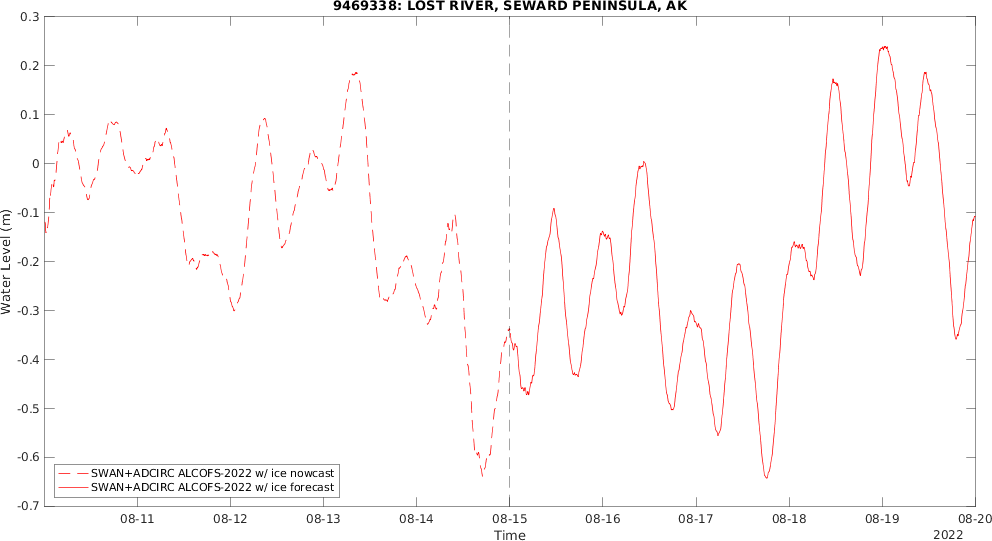 9469338: LOST RIVER, SEWARD PENINSULA, AK
0.3
0.2
0.1
0
-0.1
-0.2
-0.3
-0.4
-0.5
-0.6
-0.7
Water Level (m)
SWAN+ADCIRC ALCOFS-2022 w/ ice nowcast
SWAN+ADCIRC ALCOFS-2022 w/ ice forecast
08-11 08-12 08-13 08-14 08-15 08-16 08-17 08-18 08-19 08-20
Time
2022